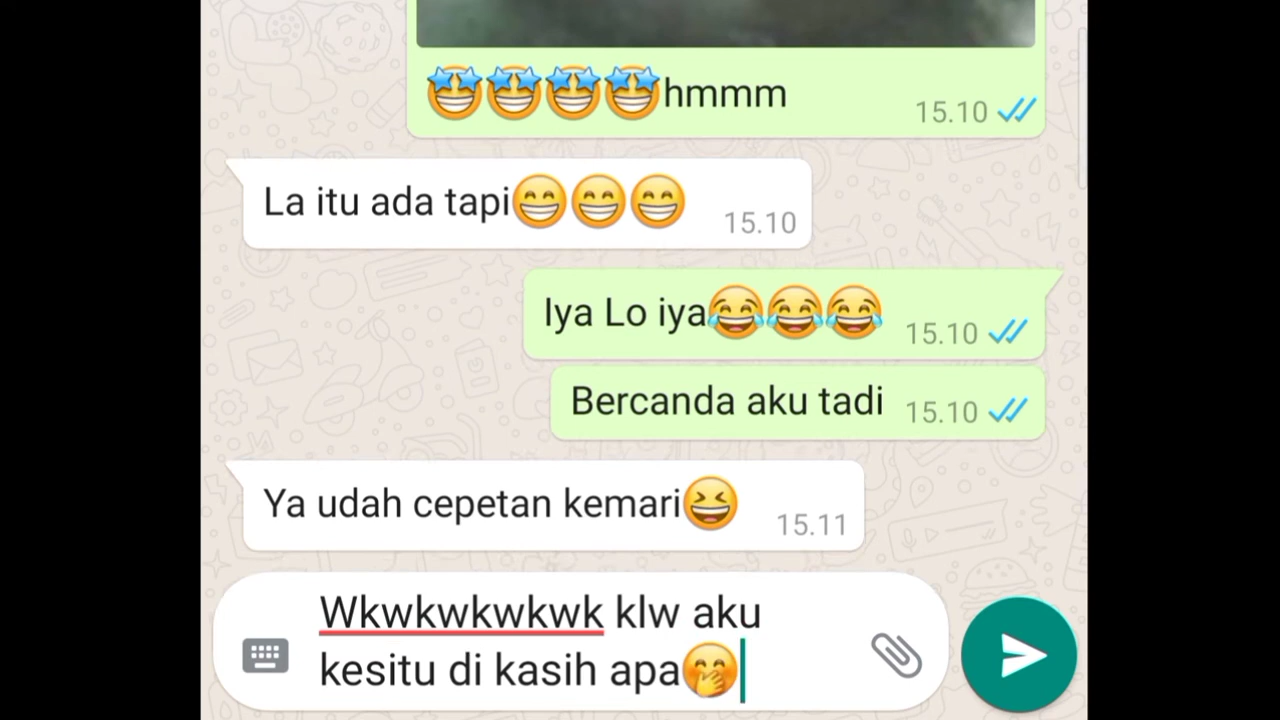 🤩🤩🤩🤩hmmm
15.10
La itu ada tapi😁😁😁
15.10
Iya Lo iya😂😂😂
15.10
Bercanda aku tadi
15.10
Ya udah cepetan kemari😆
15.11
Wkwkwkwkwk klw aku
kesitu di kasih apa🤭